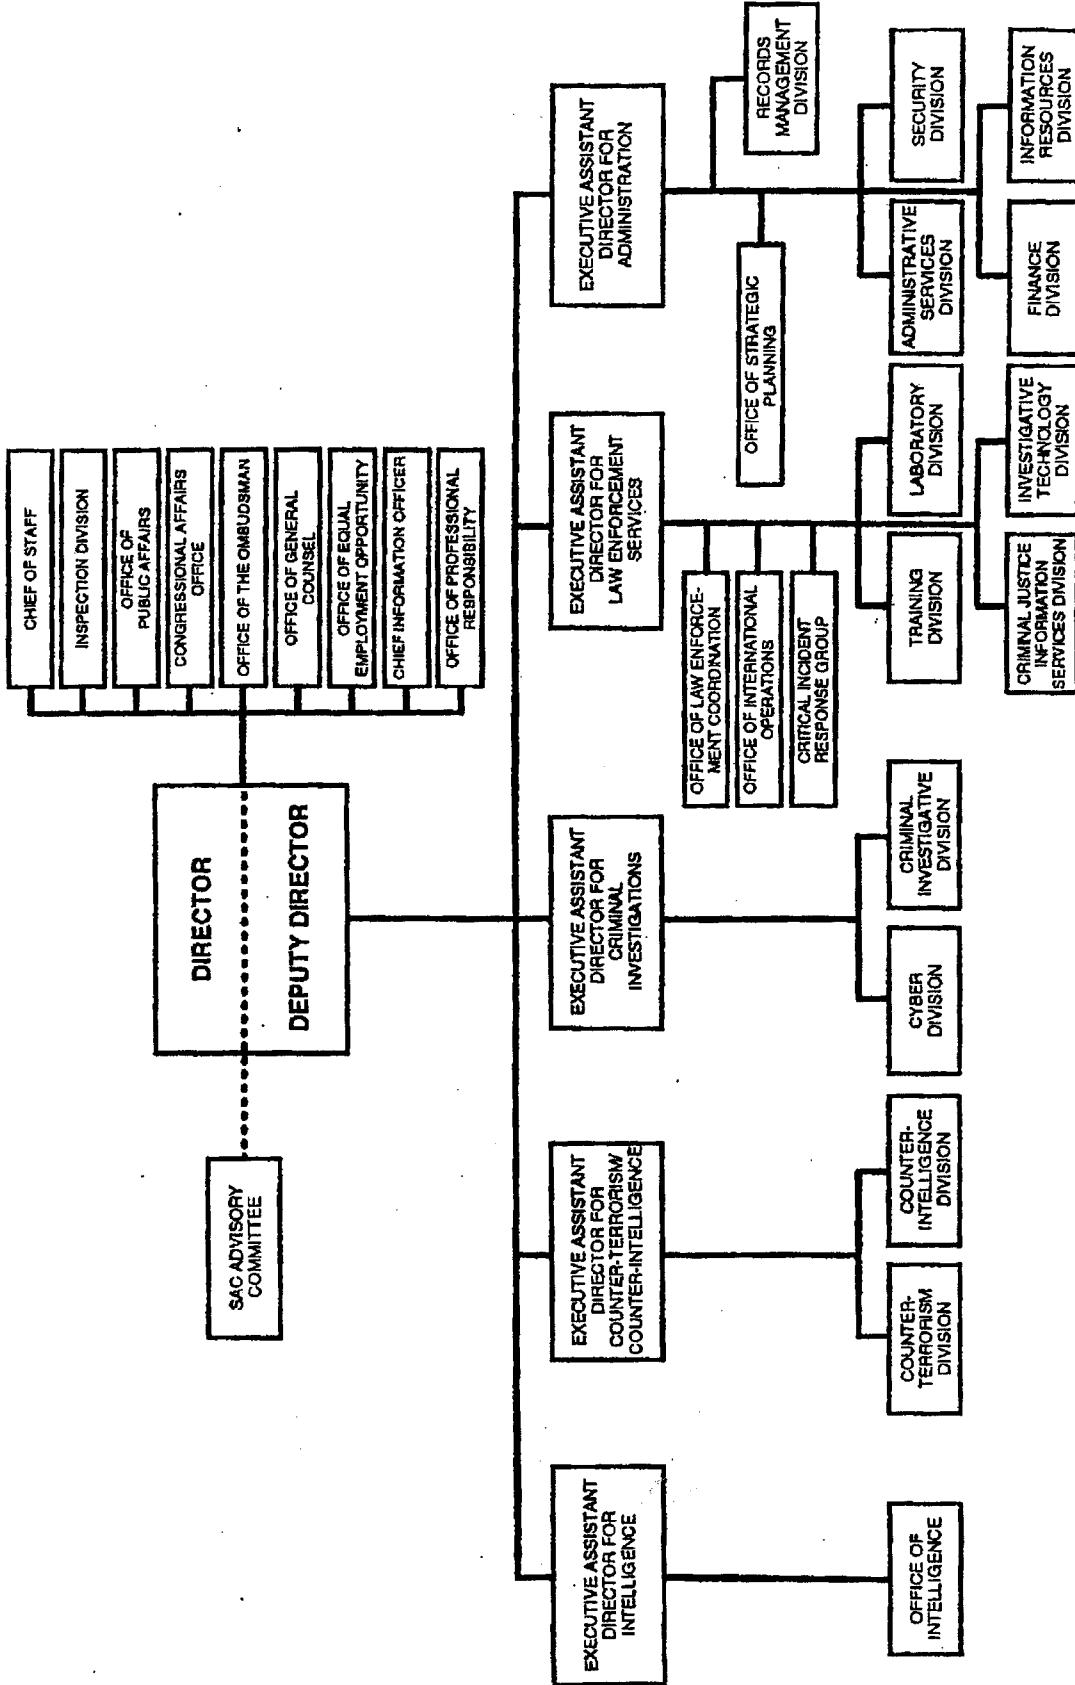 DIRECTOR
DEPUTY DIRECTOR
SAC ADVISORY
COMMITTEE
CHIEF OF STAFF
INSPECTION DIVISION
OFFICE OF
PUBLIC AFFAIRS
CONGRESSIONAL AFFAIRS
OFFICE
OFFICE OF THE OMBUDSMAN
OFFICE OF GENERAL
COUNSEL
OFFICE OF EQUAL
EMPLOYMENT OPPORTUNITY
CHIEF INFORMATION OFFICER
OFFICE OF PROFESSIONAL
RESPONSIBILITY
EXECUTIVE ASSISTANT
DIRECTOR FOR
INTELLIGENCE
OFFICE OF
INTELLIGENCE
EXECUTIVE ASSISTANT
DIRECTOR FOR
COUNTER-TERRORISM/
COUNTER-INTELLIGENCE
COUNTER-
TERRORISM
DIVISION
COUNTER-
INTELLIGENCE
DIVISION
EXECUTIVE ASSISTANT
DIRECTOR FOR
CRIMINAL
INVESTIGATIONS
CYBER
DIVISION
CRIMINAL
INVESTIGATIVE
DIVISION
EXECUTIVE ASSISTANT
DIRECTOR FOR
LAW ENFORCEMENT
SERVICES
OFFICE OF LAW ENFORCE-
MENT COORDINATION
OFFICE OF INTERNATIONAL
OPERATIONS
CRITICAL INCIDENT
RESPONSE GROUP
TRAINING
DIVISION
LABORATORY
DIVISION
CRIMINAL JUSTICE
INFORMATION
SERVICES DIVISION
INVESTIGATIVE
TECHNOLOGY
DIVISION
EXECUTIVE ASSISTANT
DIRECTOR FOR
ADMINISTRATION
RECORDS
MANAGEMENT
DIVISION
OFFICE OF STRATEGIC
PLANNING
ADMINISTRATIVE
SERVICES
DIVISION
SECURITY
DIVISION
FINANCE
DIVISION
INFORMATION
RESOURCES
DIVISION